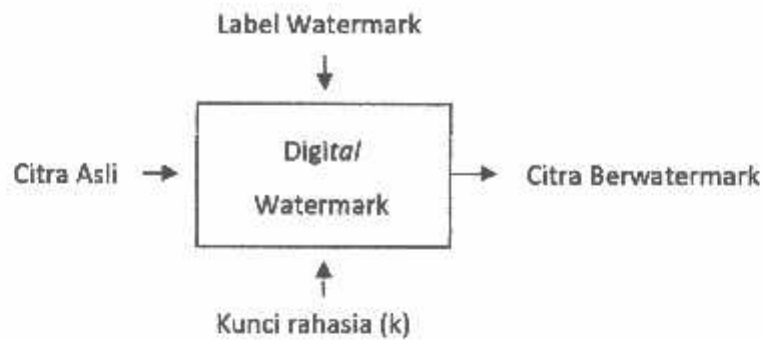 Label Watermark
Citra Asli
Digital
Watermark
Citra Berwatermark
Kunci rahasia (k)